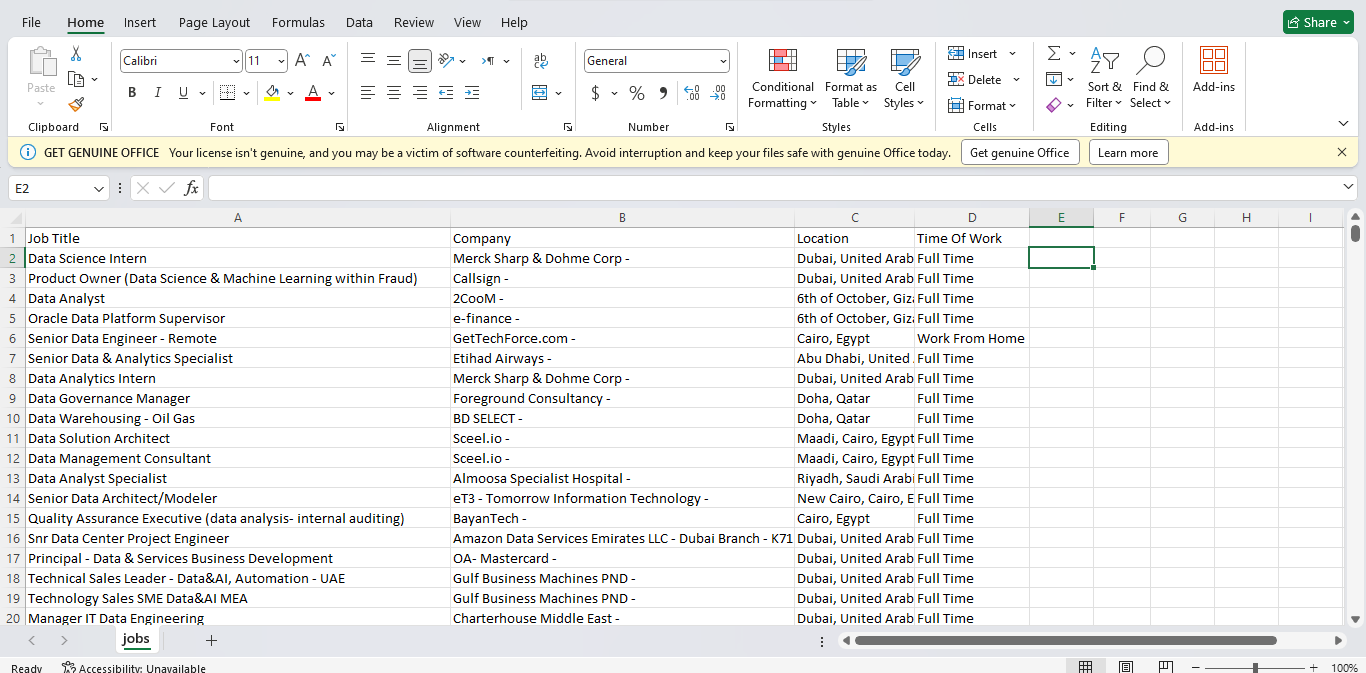 File Home Insert Page Layout Formulas Data Review View Help Share
Calibri 11 A A ab General Insert Σ
Paste B I U A $ % 9 Conditional Formatting Format as Table Cell Styles Delete Sort & Filter Find & Select Add-ins
Format
Clipboard Font Alignment Number Styles Cells Editing Add-ins
GET GENUINE OFFICE Your license isn't genuine, and you may be a victim of software counterfeiting. Avoid interruption and keep your files safe with genuine Office today. Get genuine Office Learn more
E2 fx
A B C D E F G H I
1 Job Title Company Location Time Of Work
2 Data Science Intern Merck Sharp & Dohme Corp - Dubai, United Arab Full Time
3 Product Owner (Data Science & Machine Learning within Fraud) Callsign - Dubai, United Arab Full Time
4 Data Analyst 2CooM - 6th of October, Giza Full Time
5 Oracle Data Platform Supervisor e-finance - 6th of October, Giza Full Time
6 Senior Data Engineer - Remote GetTechForce.com - Cairo, Egypt Work From Home
7 Senior Data & Analytics Specialist Etihad Airways - Abu Dhabi, United Full Time
8 Data Analytics Intern Merck Sharp & Dohme Corp - Dubai, United Arab Full Time
9 Data Governance Manager Foreground Consultancy - Doha, Qatar Full Time
10 Data Warehousing - Oil Gas BD SELECT - Doha, Qatar Full Time
11 Data Solution Architect Sceel.io - Maadi, Cairo, Egypt Full Time
12 Data Management Consultant Sceel.io - Maadi, Cairo, Egypt Full Time
13 Data Analyst Specialist Almoosa Specialist Hospital - Riyadh, Saudi Arabi Full Time
14 Senior Data Architect/Modeler eT3 - Tomorrow Information Technology - New Cairo, Cairo, E Full Time
15 Quality Assurance Executive (data analysis- internal auditing) BayanTech - Cairo, Egypt Full Time
16 Snr Data Center Project Engineer Amazon Data Services Emirates LLC - Dubai Branch - K71 Dubai, United Arab Full Time
17 Principal - Data & Services Business Development OA- Mastercard - Dubai, United Arab Full Time
18 Technical Sales Leader - Data&AI, Automation - UAE Gulf Business Machines PND - Dubai, United Arab Full Time
19 Technology Sales SME Data&AI MEA Gulf Business Machines PND - Dubai, United Arab Full Time
20 Manager IT Data Engineering Charterhouse Middle East - Dubai, United Arab Full Time
jobs
Ready Accessibility: Unavailable 100%